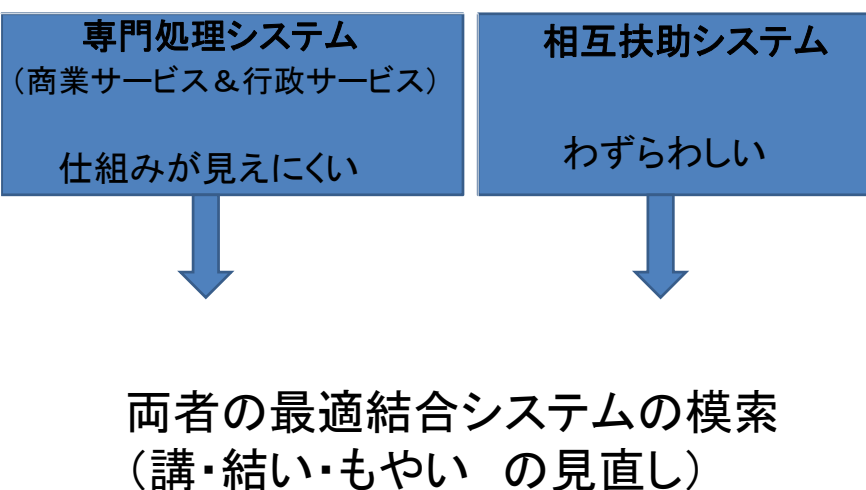 専門処理システム
（商業サービス＆行政サービス）
仕組みが見えにくい
相互扶助システム
わずらわしい
両者の最適結合システムの模索
（講・結い・もやい　の見直し）